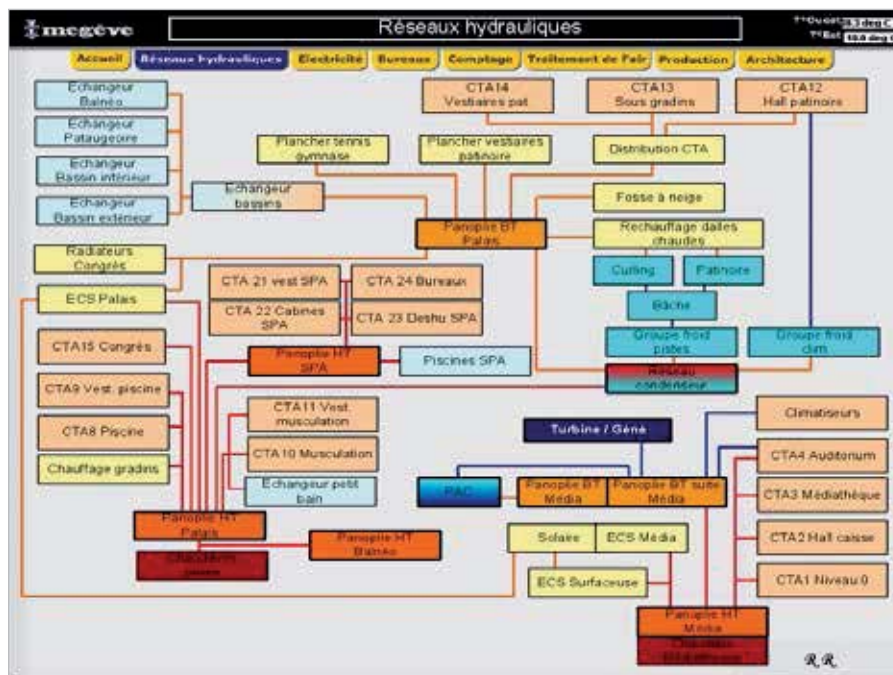 megève
Réseaux hydrauliques
T° Ouest
T° Est
Accueil
Réseaux hydrauliques
Electricité
Bureaux
Comptage
Traitement de l'air
Production
Architecture
Echangeur
Balnéo
Echangeur
Pataugeoire
Echangeur
Bassin intérieur
Echangeur
Bassin extérieur
CTA14
Vestiaires pat
CTA13
Sous gradins
CTA12
Hall patinoire
Plancher tennis
gymnase
Plancher vestiaires
patinoire
Distribution CTA
Echangeur
bassins
Fosse à neige
Panoplie BT
Palais
Rechauffage dalles
chaudes
Radiateurs
Congrès
ECS Palais
CTA 21 vest SPA
CTA 24 Bureaux
CTA 22 Cabines
SPA
CTA 23 Deshu SPA
Curling
Patinoire
Bâche
Groupe froid
pistes
Groupe froid
clim
CTA15 Congrès
Panoplie HT
SPA
Piscines SPA
Réseau
condenseur
CTA9 Vest. piscine
CTA8 Piscine
Chauffage gradins
CTA11 Vest.
musculation
CTA10 Musculation
Echangeur petit
bain
Turbine / Géné
Climatiseurs
CTA4 Auditorium
PAC
Panoplie BT
Média
Panoplie BT suite
Média
CTA3 Médiathèque
Panoplie HT
Palais
Panoplie HT
Balnéo
Solaire
ECS Média
CTA2 Hall caisse
ECS Surfaceuse
CTA1 Niveau 0
Panoplie HT
Média
R.R.